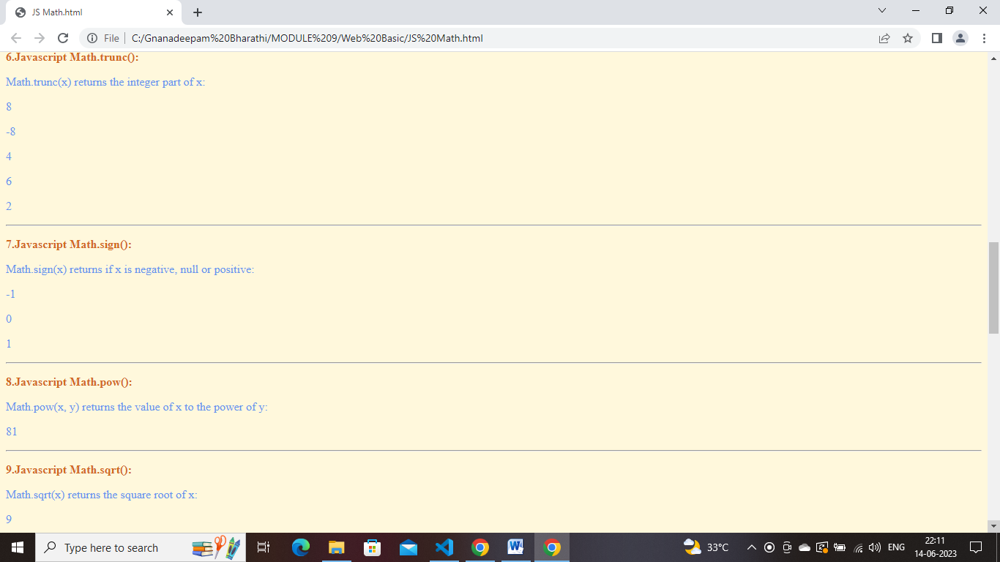 JS Math.html
File
C:/Gnanadeepam%20Bharathi/MODULE%209/Web%20Basic/JS%20Math.html
6.Javascript Math.trunc():
Math.trunc(x) returns the integer part of x:
8
-8
4
6
2
7.Javascript Math.sign():
Math.sign(x) returns if x is negative, null or positive:
-1
0
1
8.Javascript Math.pow():
Math.pow(x, y) returns the value of x to the power of y:
81
9.Javascript Math.sqrt():
Math.sqrt(x) returns the square root of x:
9
Type here to search
33°C
ENG
22:11
14-06-2023